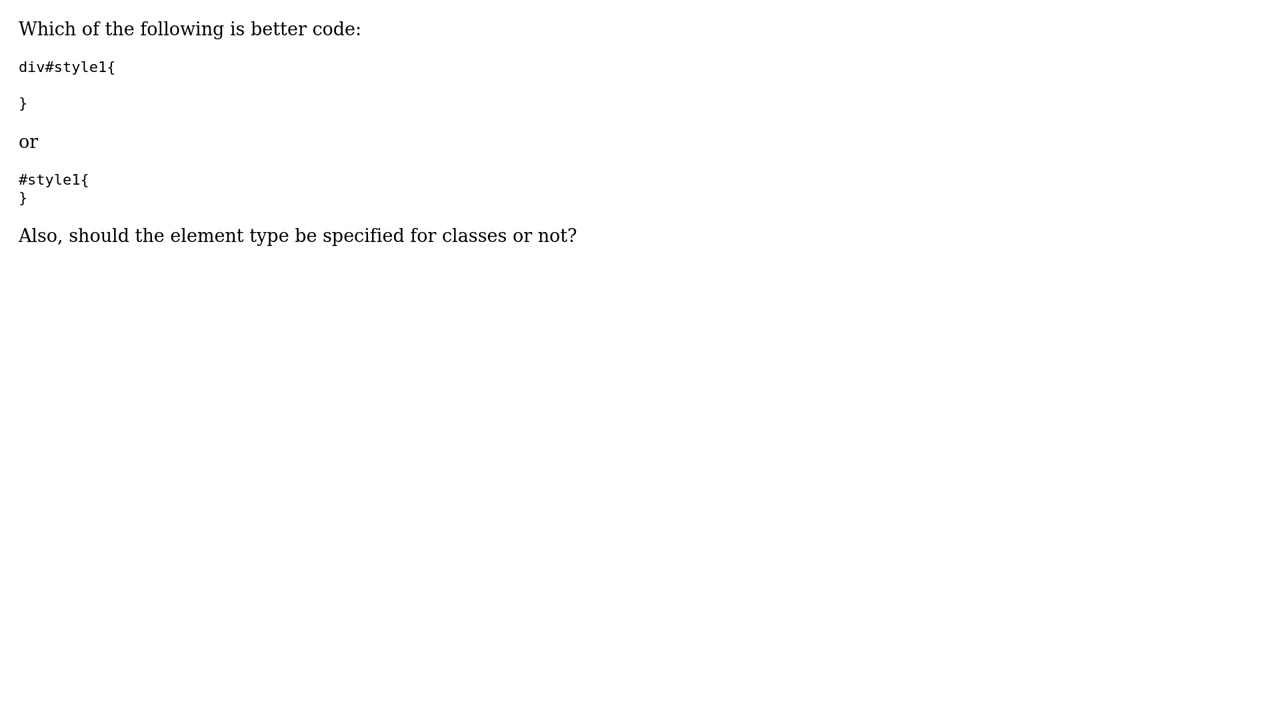 Which of the following is better code:
div#style1{
}
or
#style1{
}
Also, should the element type be specified for classes or not?